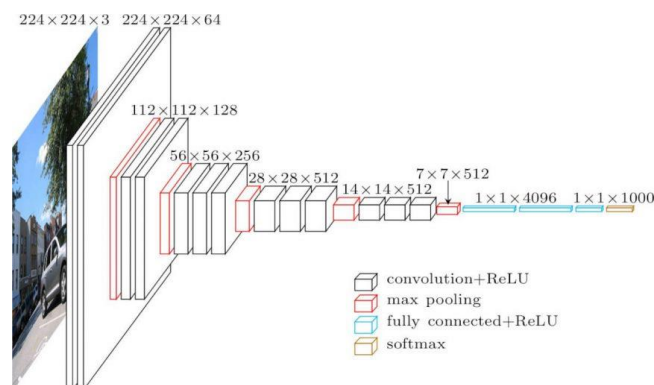 224×224×3
224×224×64
112×112×128
56×56×256
28×28×512
14×14×512
7×7×512
1×1×4096
1×1×1000
convolution+ReLU
max pooling
fully connected+ReLU
softmax